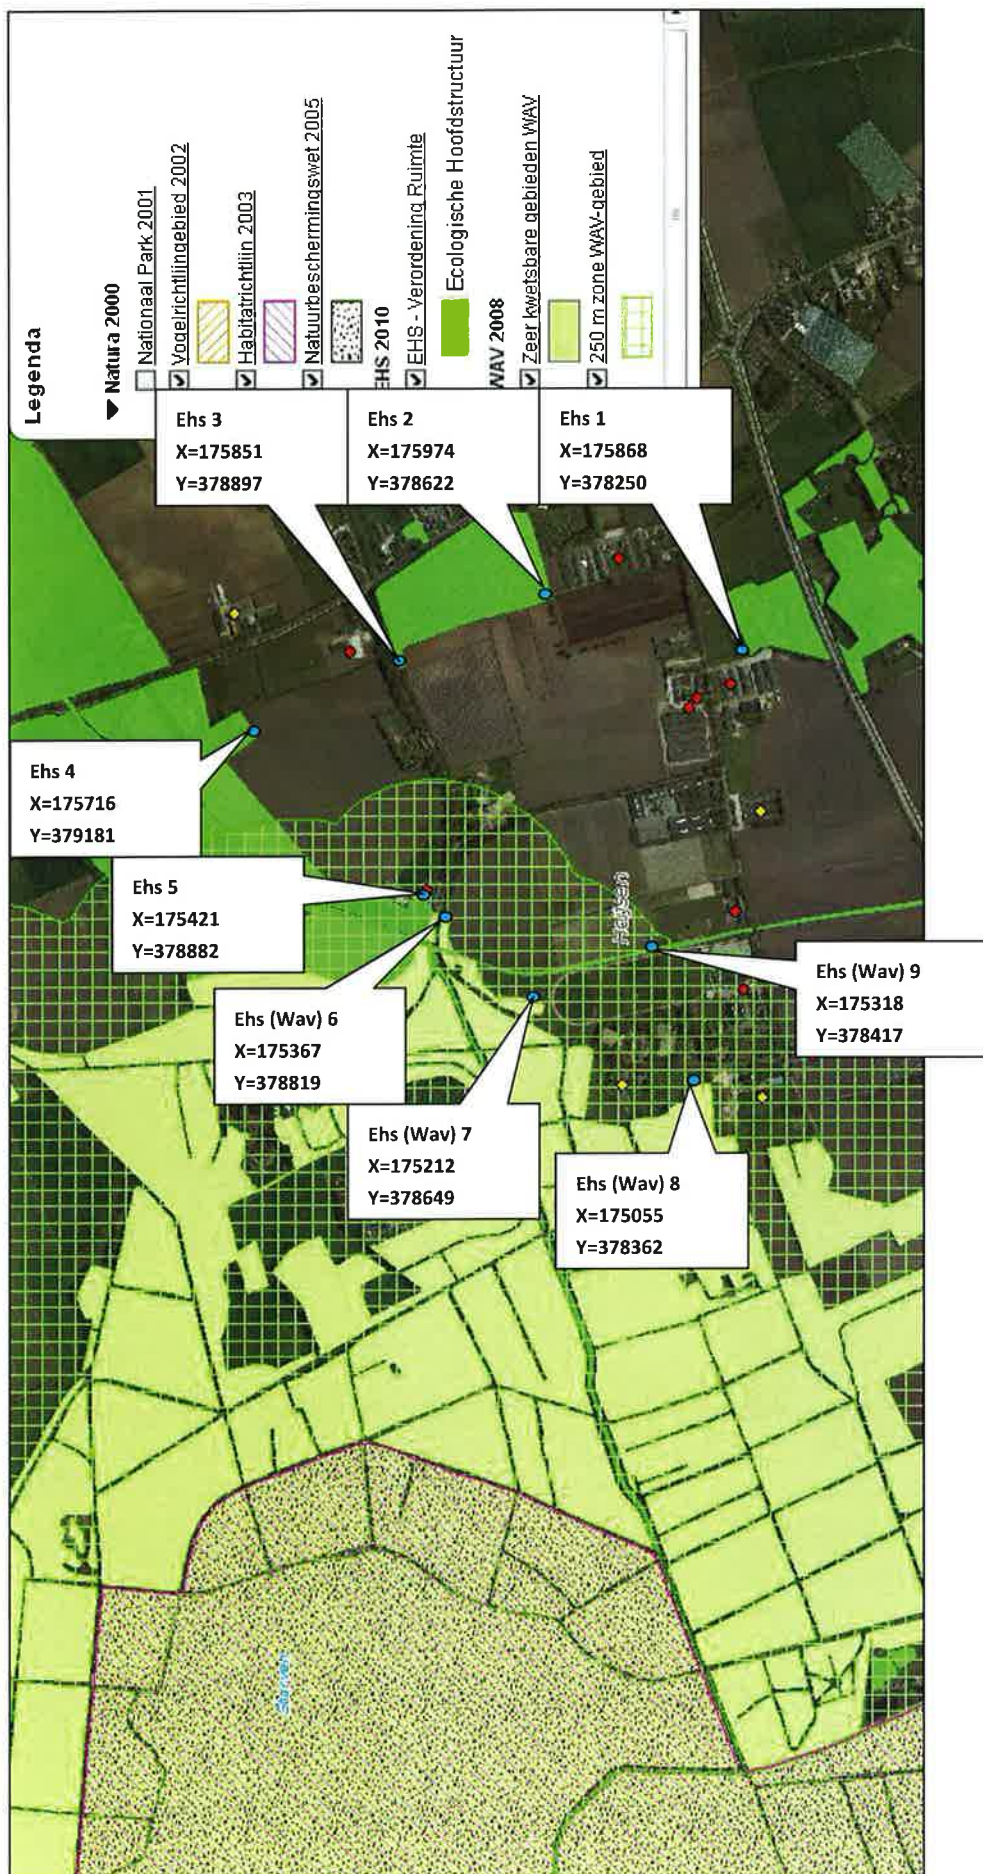 Legenda
Natura 2000
Nationaal Park 2001
Vogelrichtlijngebied 2002
Habitatrichtlijn 2003
Natuurbeschermingswet 2005
EHS 2010
EHS - Verordening Ruimte
Ecologische Hoofdstructuur
WAV 2008
Zeer kwetsbare gebieden WAV
250 m zone WAV-gebied
Ehs 3
X=175851
Y=378897
Ehs 2
X=175974
Y=378622
Ehs 1
X=175868
Y=378250
Ehs 4
X=175716
Y=379181
Ehs 5
X=175421
Y=378882
Ehs (Wav) 6
X=175367
Y=378819
Ehs (Wav) 7
X=175212
Y=378649
Ehs (Wav) 8
X=175055
Y=378362
Ehs (Wav) 9
X=175318
Y=378417